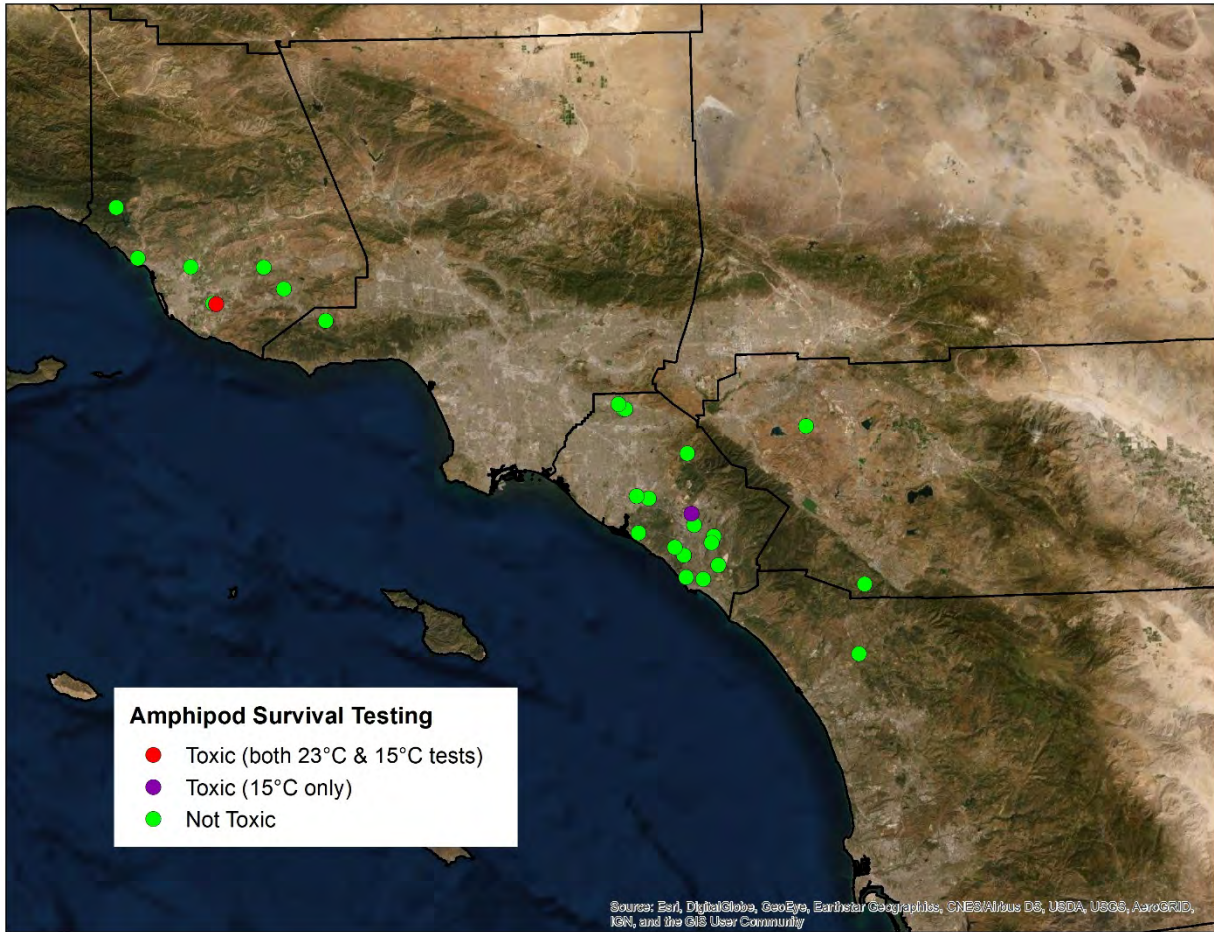 Amphipod Survival Testing
Toxic (both 23°C & 15°C tests)
Toxic (15°C only)
Not Toxic
Source: Esri, DigitalGlobe, GeoEye, Earthstar Geographics, CNES/Airbus DS, USDA, USGS, AeroGRID,
IGN, and the GIS User Community